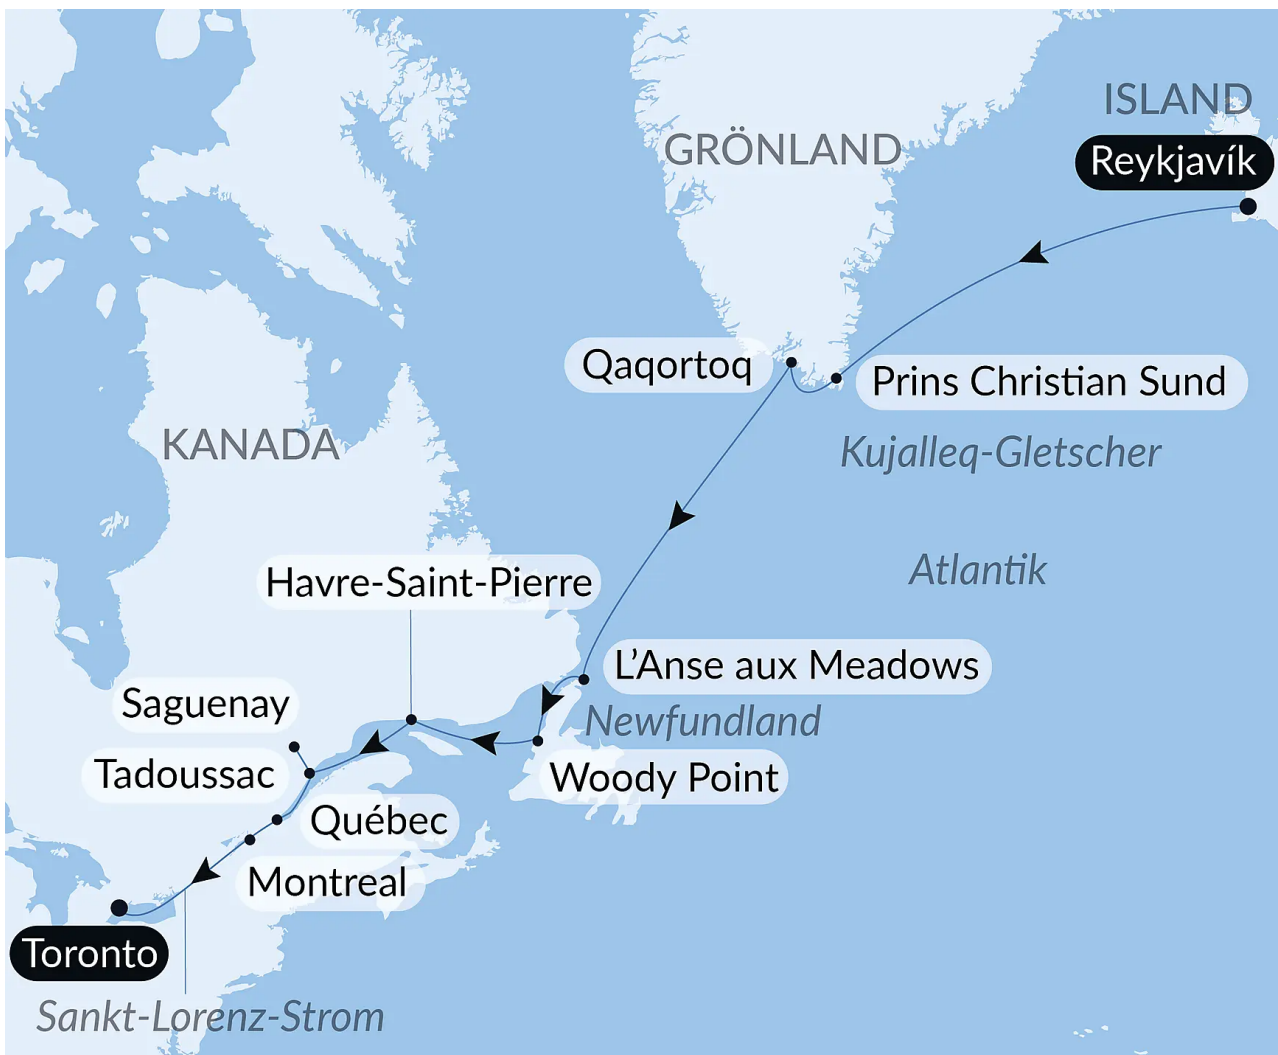 ISLAND
GRÖNLAND
Reykjavík
Qaqortoq
Prins Christian Sund
KANADA
Kujalleq-Gletscher
Atlantik
Havre-Saint-Pierre
L’Anse aux Meadows
Saguenay
Newfundland
Tadoussac
Woody Point
Québec
Montreal
Toronto
Sankt-Lorenz-Strom